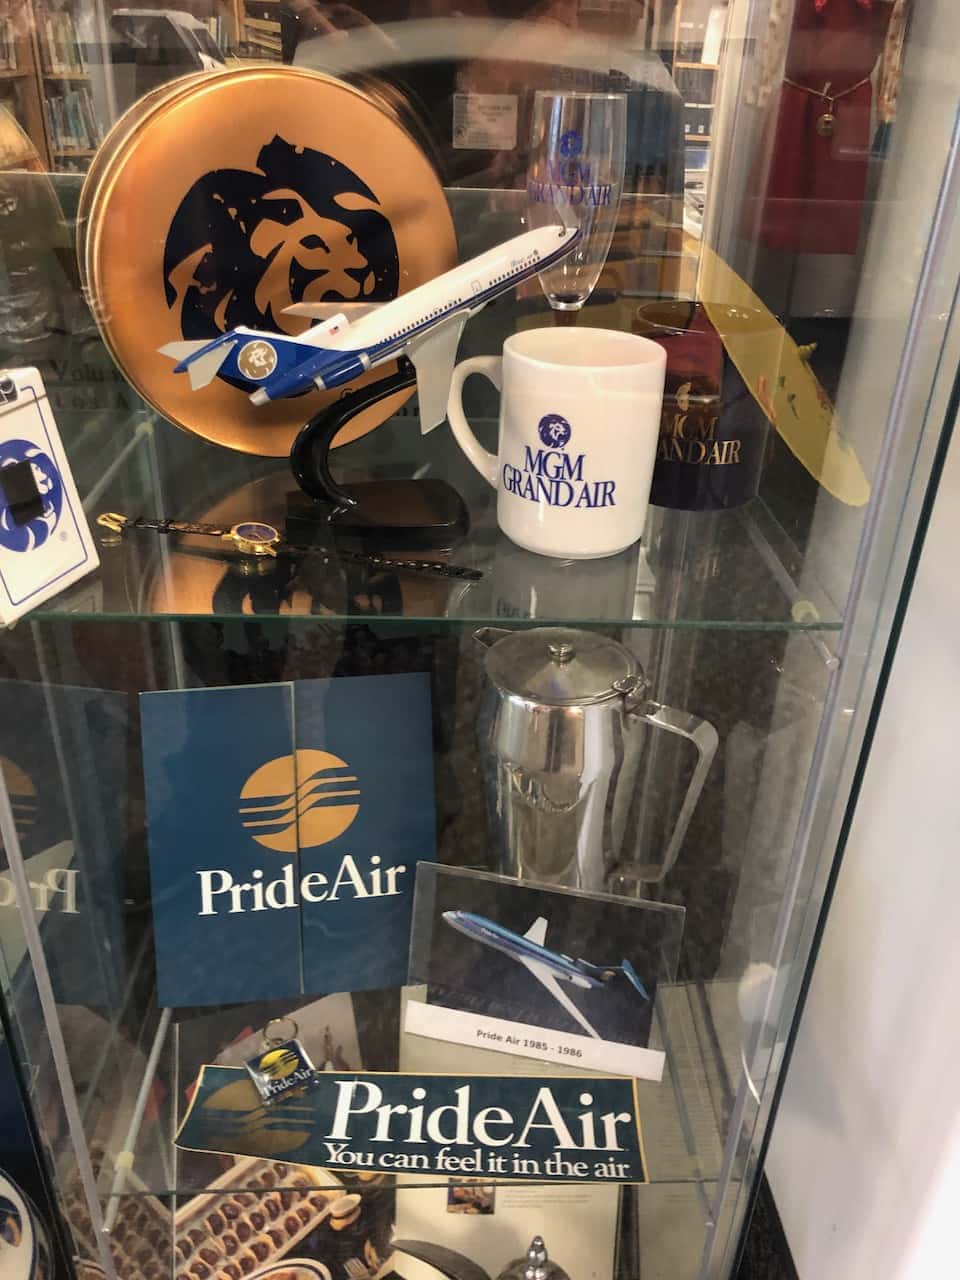 MGM
GRAND AIR
MGM
GRAND AIR
MGM
GRAND AIR
®
PrideAir
Pride Air 1985 - 1986
PrideAir
PrideAir
You can feel it in the air.